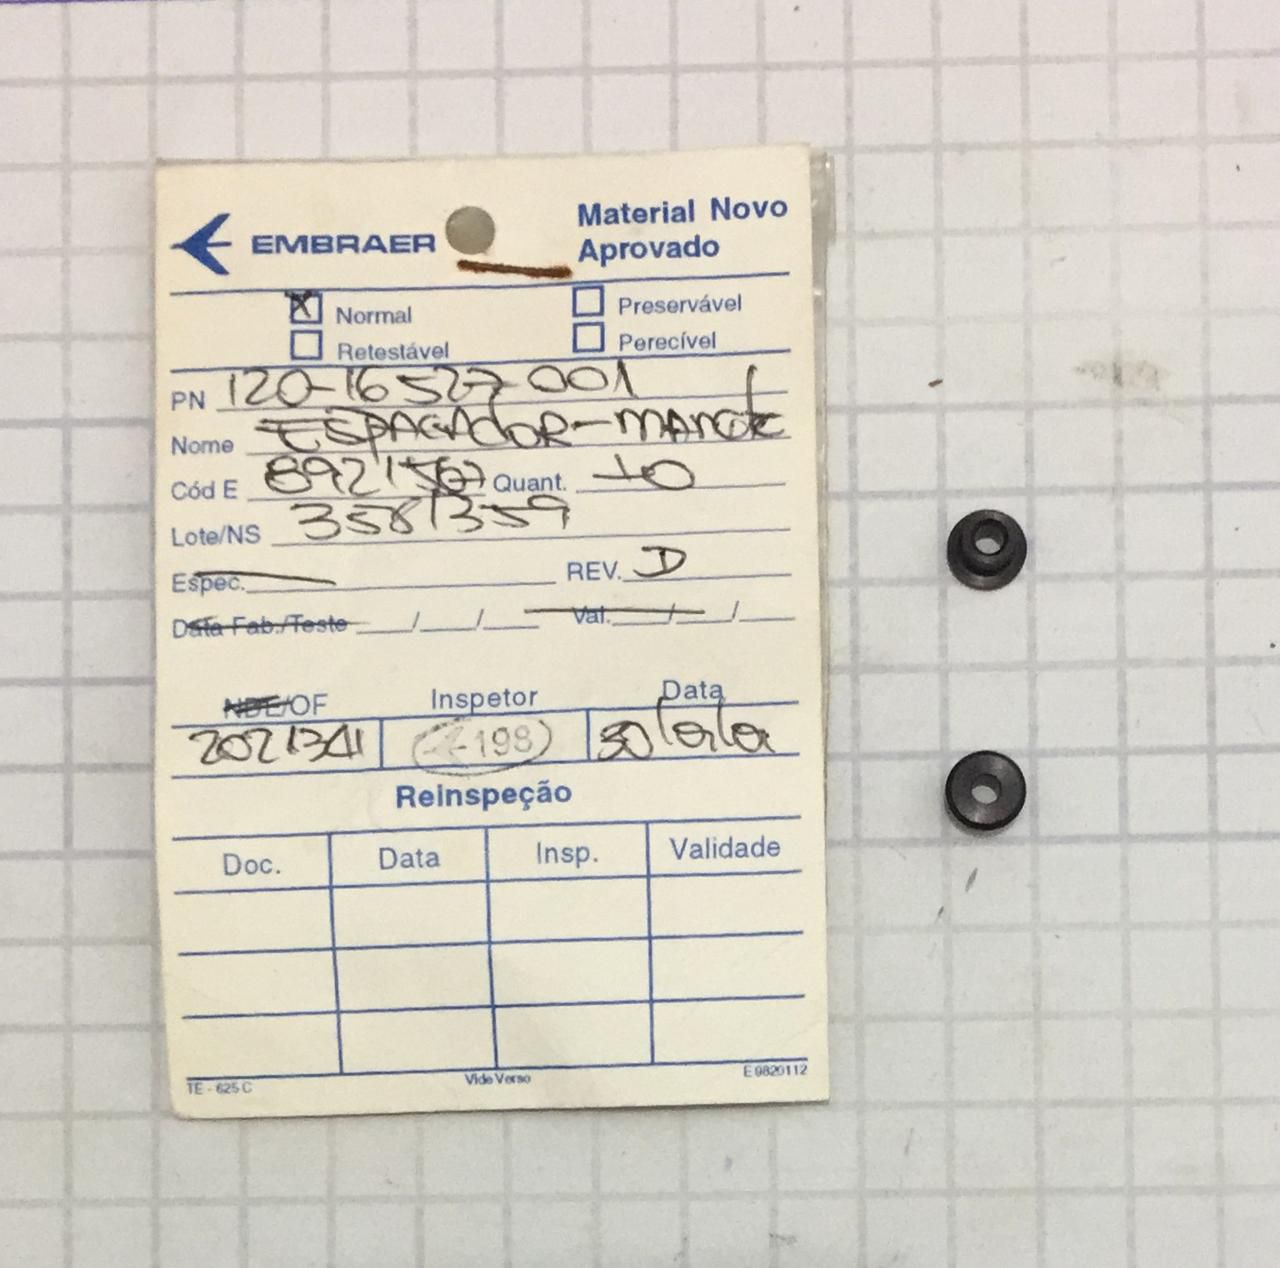 EMBRAER
Material Novo
Aprovado
X Normal
Preservável
Retestável
Perecível
PN 120-16527-001
Nome ESPAÇADOR-MANOTE
Cód E Quant. 10
Lote/NS 3581359
Espec. REV. D
Data Fab./Teste / / Val. / /
NDE/OF Inspetor Data
2021341 -198
Reinspeção
Doc. Data Insp. Validade
TE - 625 C Vide Verso E 9820112